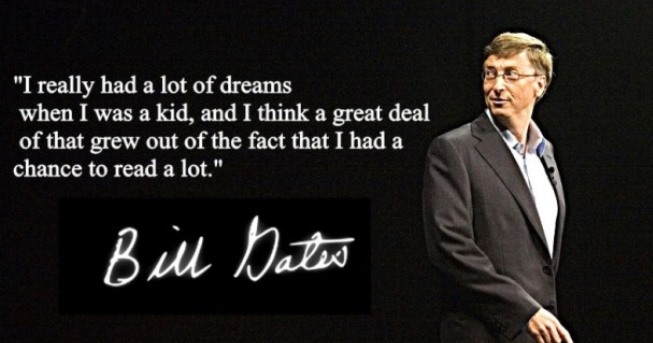 "I really had a lot of dreams
when I was a kid, and I think a great deal
of that grew out of the fact that I had a
chance to read a lot."
Bill Gates